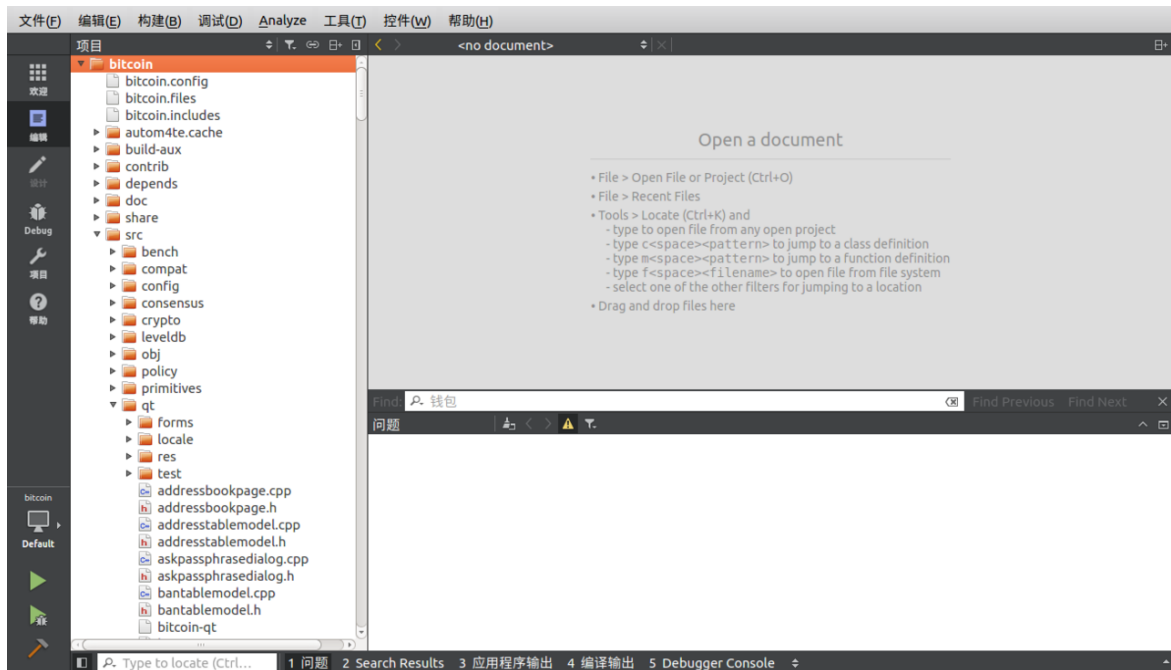 文件(F) 编辑(E) 构建(B) 调试(D) Analyze 工具(T) 控件(W) 帮助(H)
项目 <no document>
欢迎
编辑
设计
Debug
项目
帮助
bitcoin
Default
bitcoin
bitcoin.config
bitcoin.files
bitcoin.includes
autom4te.cache
build-aux
contrib
depends
doc
share
src
bench
compat
config
consensus
crypto
leveldb
obj
policy
primitives
qt
forms
locale
res
test
addressbookpage.cpp
addressbookpage.h
addresstablemodel.cpp
addresstablemodel.h
askpassphrasedialog.cpp
askpassphrasedialog.h
bantablemodel.cpp
bantablemodel.h
bitcoin-qt
Open a document
• File > Open File or Project (Ctrl+O)
• File > Recent Files
• Tools > Locate (Ctrl+K) and
- type to open file from any open project
- type c<space><pattern> to jump to a class definition
- type m<space><pattern> to jump to a function definition
- type f<space><filename> to open file from file system
- select one of the other filters for jumping to a location
• Drag and drop files here
Find: 钱包 Find Previous Find Next
问题
Type to locate (Ctrl... 1 问题 2 Search Results 3 应用程序输出 4 编译输出 5 Debugger Console